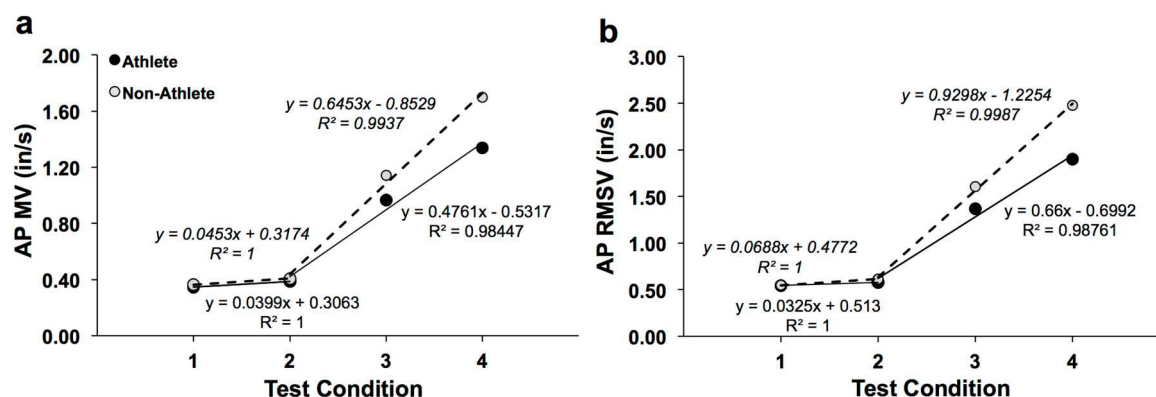 a
2.00
1.60
1.20
0.80
0.40
0.00
AP MV (in/s)
Athlete
Non-Athlete
y = 0.6453x - 0.8529
R² = 0.9937
y = 0.4761x - 0.5317
R² = 0.98447
y = 0.0453x + 0.3174
R² = 1
y = 0.0399x + 0.3063
R² = 1
1 2 3 4
Test Condition
b
3.00
2.50
2.00
1.50
1.00
0.50
0.00
AP RMSV (in/s)
y = 0.9298x - 1.2254
R² = 0.9987
y = 0.66x - 0.6992
R² = 0.98761
y = 0.0688x + 0.4772
R² = 1
y = 0.0325x + 0.513
R² = 1
1 2 3 4
Test Condition